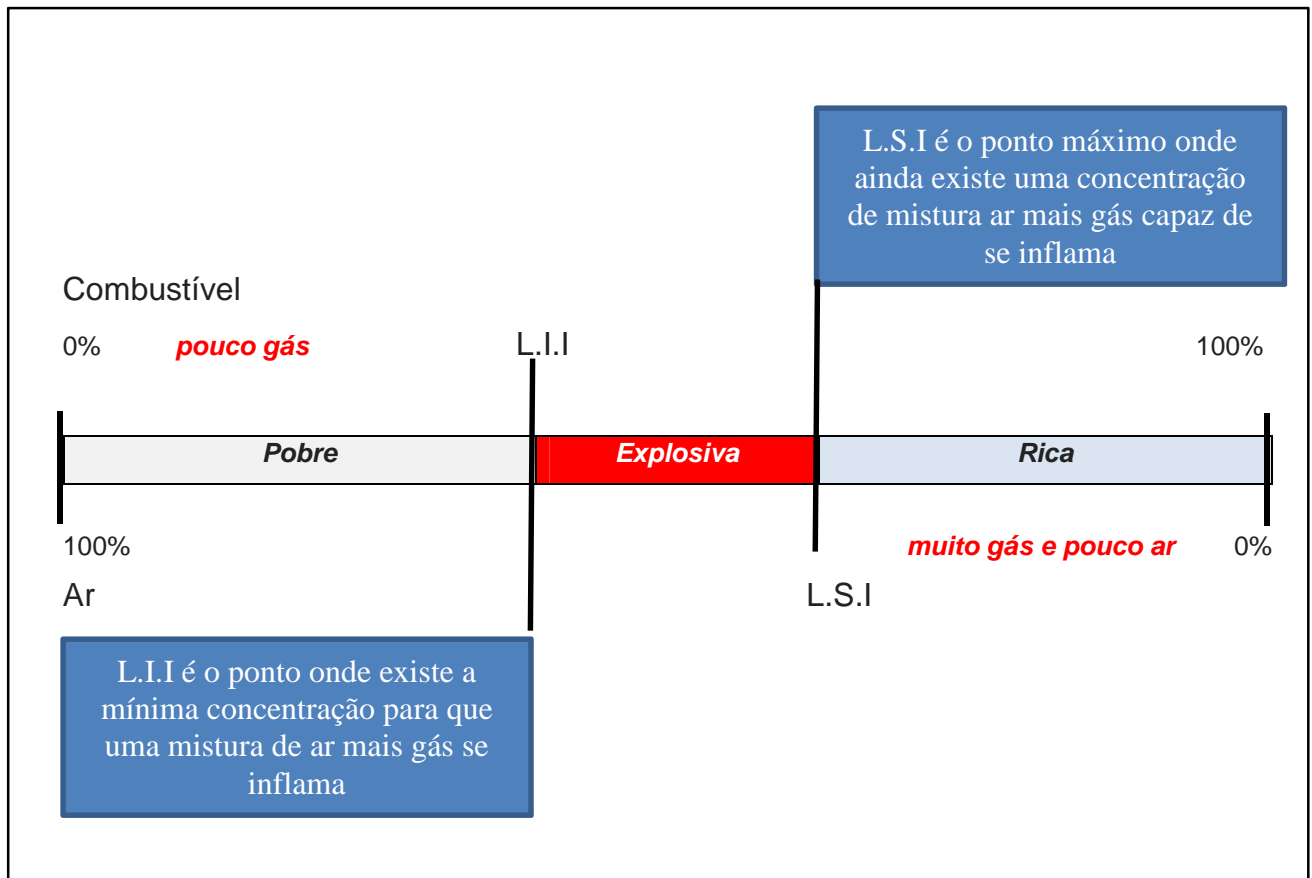 L.S.I é o ponto máximo onde
ainda existe uma concentração
de mistura ar mais gás capaz de
se inflama
Combustível
0% pouco gás L.I.I 100%
Pobre Explosiva Rica
100% muito gás e pouco ar 0%
Ar L.S.I
L.I.I é o ponto onde existe a
mínima concentração para que
uma mistura de ar mais gás se
inflama